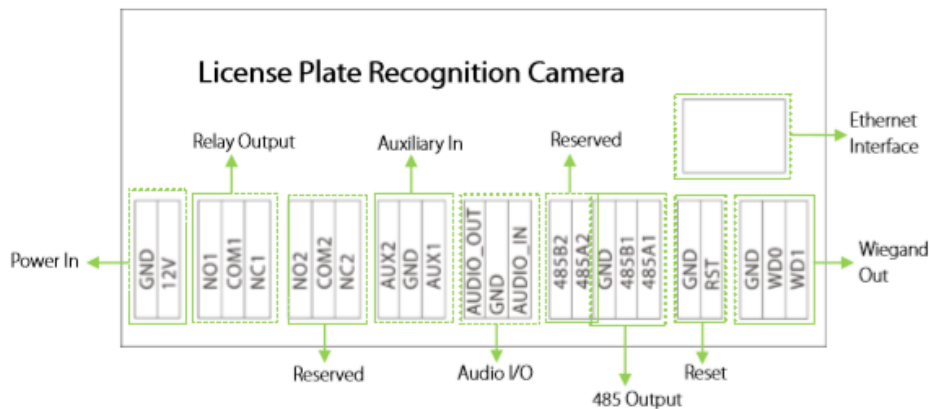 License Plate Recognition Camera
Ethernet
Interface
Relay Output
Auxiliary In
Reserved
Power In
GND
12V
NO1
COM1
NC1
NO2
COM2
NC2
AUX2
GND
AUX1
AUDIO_OUT
GND
AUDIO_IN
485B2
485A2
GND
485B1
485A1
GND
RST
GND
WD0
WD1
Wiegand
Out
Reserved
Audio I/O
485 Output
Reset